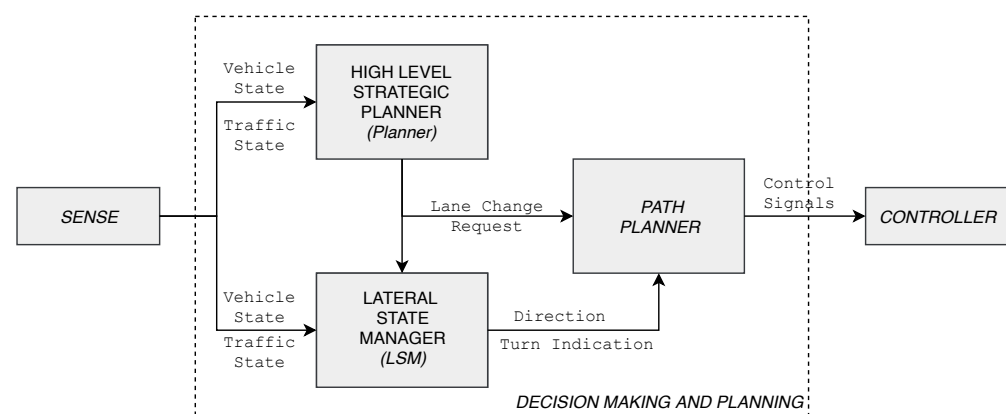 Vehicle
State
Traffic
State
HIGH LEVEL
STRATEGIC
PLANNER
(Planner)
SENSE
Lane Change
Request
PATH
PLANNER
Control
Signals
CONTROLLER
Vehicle
State
Traffic
State
LATERAL
STATE
MANAGER
(LSM)
Direction
Turn Indication
DECISION MAKING AND PLANNING